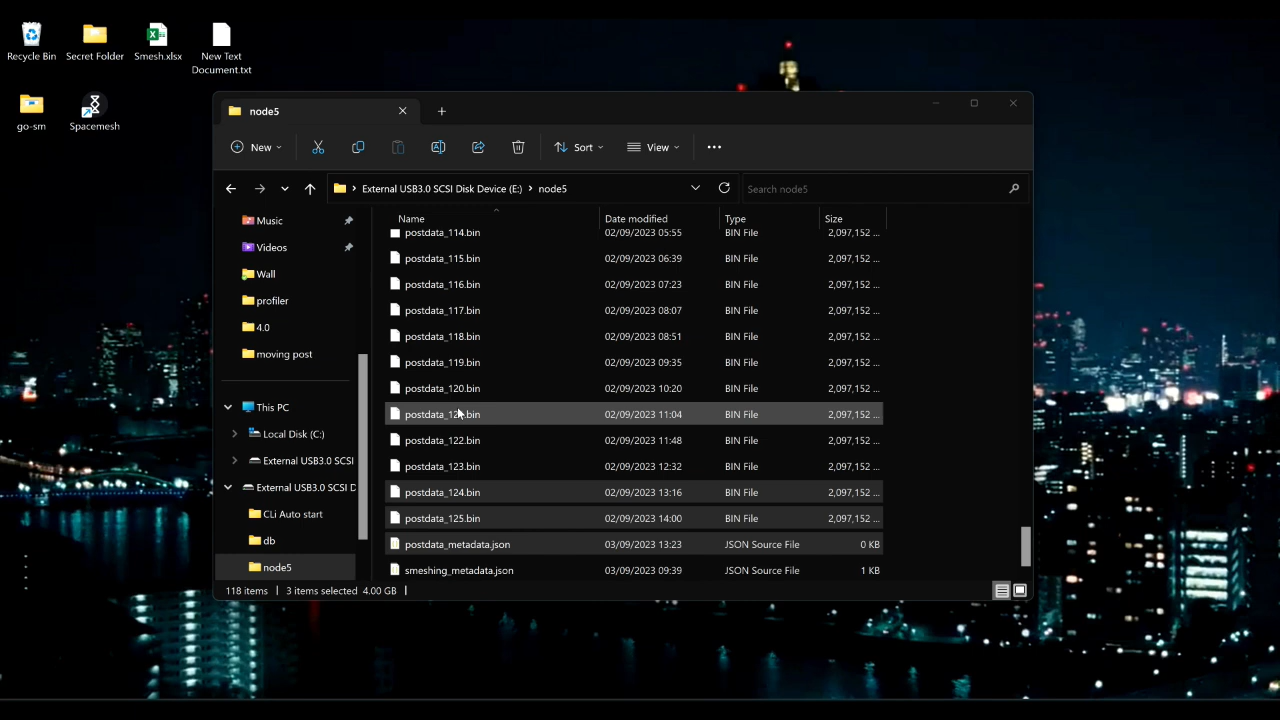 Recycle Bin
Secret Folder
Smesh.xlsx
New Text
Document.txt
go-sm
Spacemesh
node5
New
Sort
View
External USB3.0 SCSI Disk Device (E:)
node5
Search node5
Name
Date modified
Type
Size
Music
Videos
Wall
profiler
4.0
moving post
This PC
Local Disk (C:)
External USB3.0 SCSI
External USB3.0 SCSI D
CLi Auto start
db
node5
postdata_114.bin 02/09/2023 05:55 BIN File 2,097,152 ...
postdata_115.bin 02/09/2023 06:39 BIN File 2,097,152 ...
postdata_116.bin 02/09/2023 07:23 BIN File 2,097,152 ...
postdata_117.bin 02/09/2023 08:07 BIN File 2,097,152 ...
postdata_118.bin 02/09/2023 08:51 BIN File 2,097,152 ...
postdata_119.bin 02/09/2023 09:35 BIN File 2,097,152 ...
postdata_120.bin 02/09/2023 10:20 BIN File 2,097,152 ...
02/09/2023 11:04 BIN File 2,097,152 ...
postdata_122.bin 02/09/2023 11:48 BIN File 2,097,152 ...
postdata_123.bin 02/09/2023 12:32 BIN File 2,097,152 ...
postdata_124.bin 02/09/2023 13:16 BIN File 2,097,152 ...
postdata_125.bin 02/09/2023 14:00 BIN File 2,097,152 ...
postdata_metadata.json 03/09/2023 13:23 JSON Source File 0 KB
smeshing_metadata.json 03/09/2023 09:39 JSON Source File 1 KB
118 items
3 items selected 4.00 GB